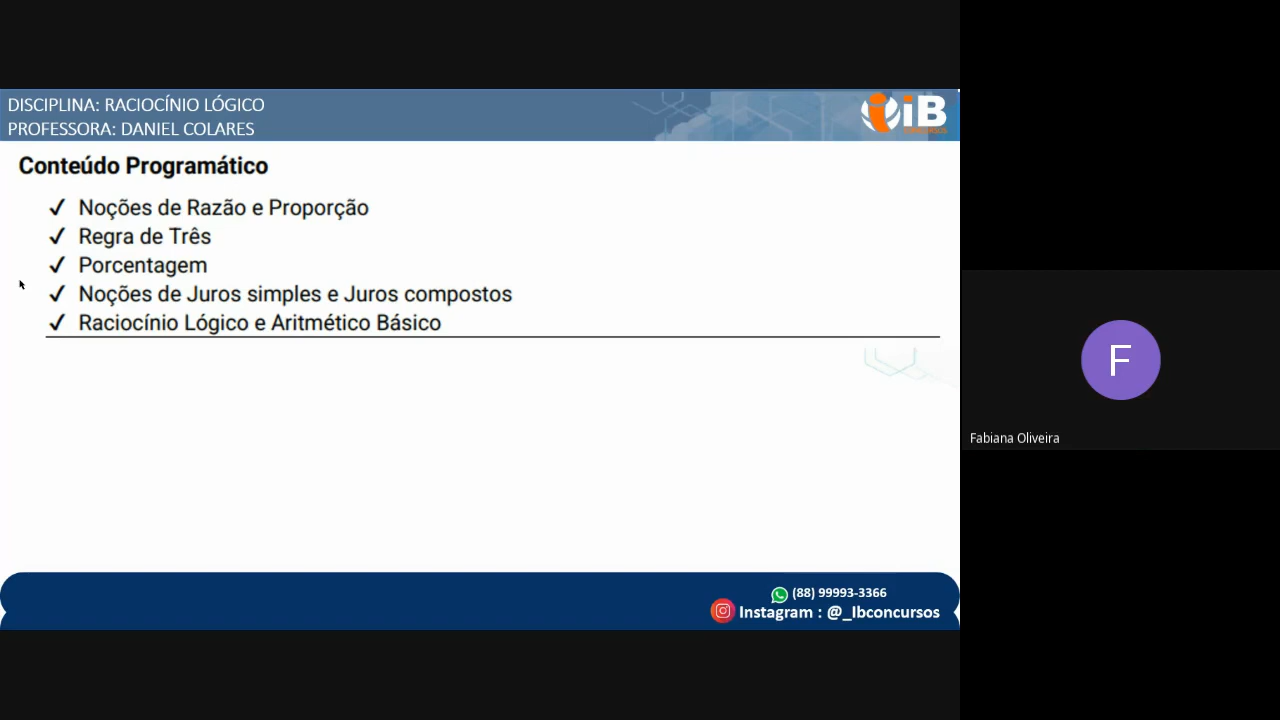 DISCIPLINA: RACIOCÍNIO LÓGICO
PROFESSORA: DANIEL COLARES
iB
Conteúdo Programático
✓ Noções de Razão e Proporção
✓ Regra de Três
✓ Porcentagem
✓ Noções de Juros simples e Juros compostos
✓ Raciocínio Lógico e Aritmético Básico
F
Fabiana Oliveira
(88) 99993-3366
Instagram : @_Ibconcursos